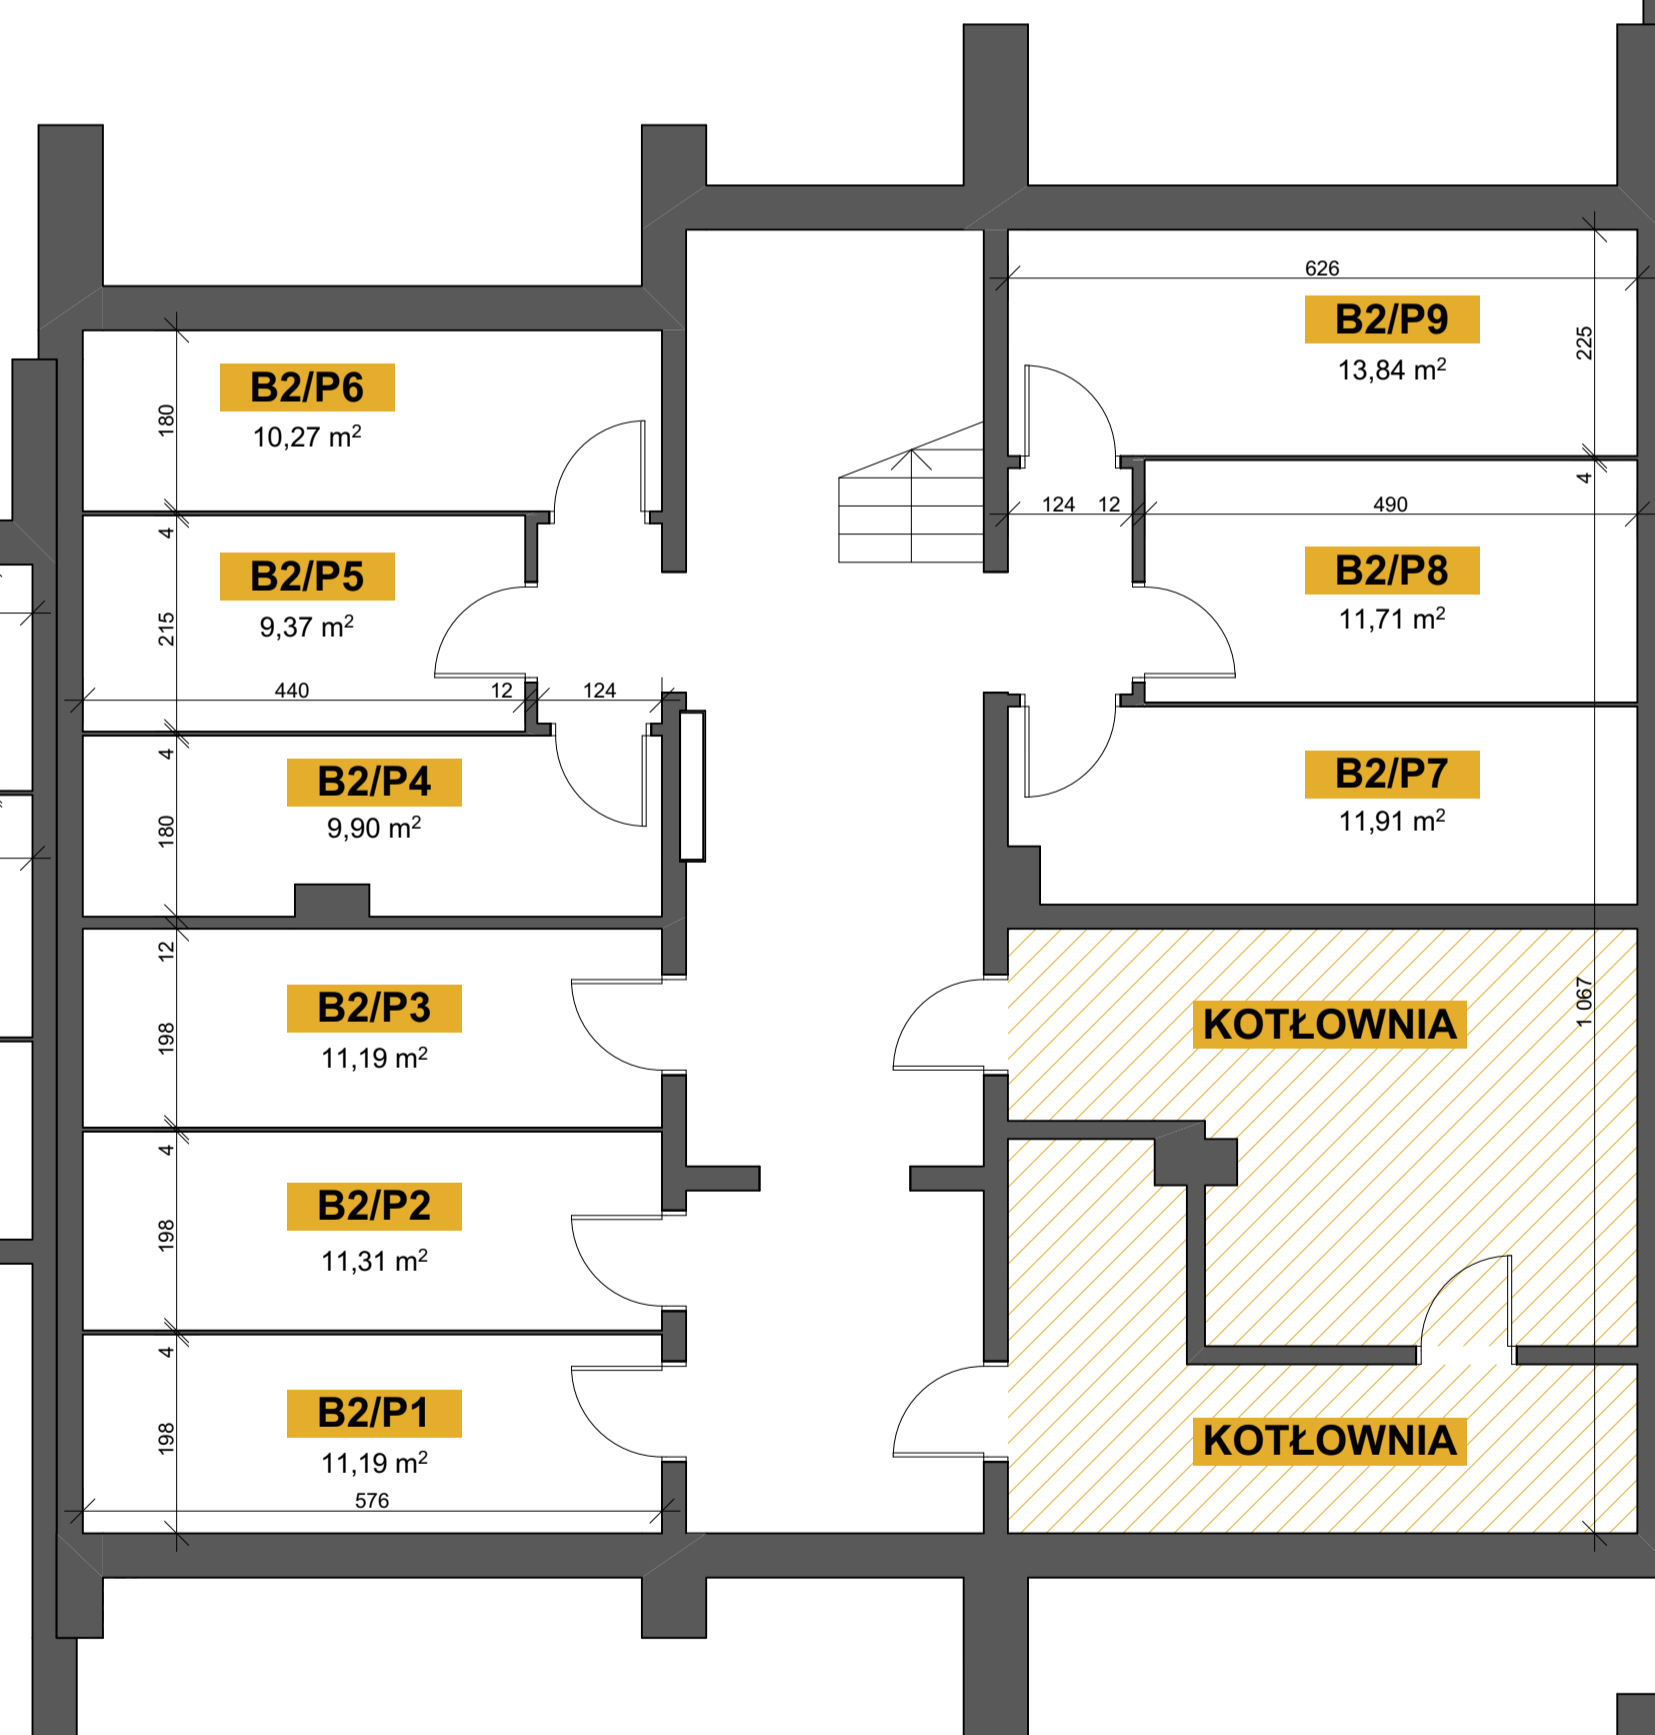 626
B2/P9
13,84 m²
225
B2/P6
10,27 m²
180
4
124 12 490
4
B2/P5
9,37 m²
B2/P8
11,71 m²
215
440 12 124
4
B2/P4
9,90 m²
B2/P7
11,91 m²
180
12
B2/P3
11,19 m²
198
KOTŁOWNIA
1 067
4
B2/P2
11,31 m²
198
4
B2/P1
11,19 m²
198
KOTŁOWNIA
576